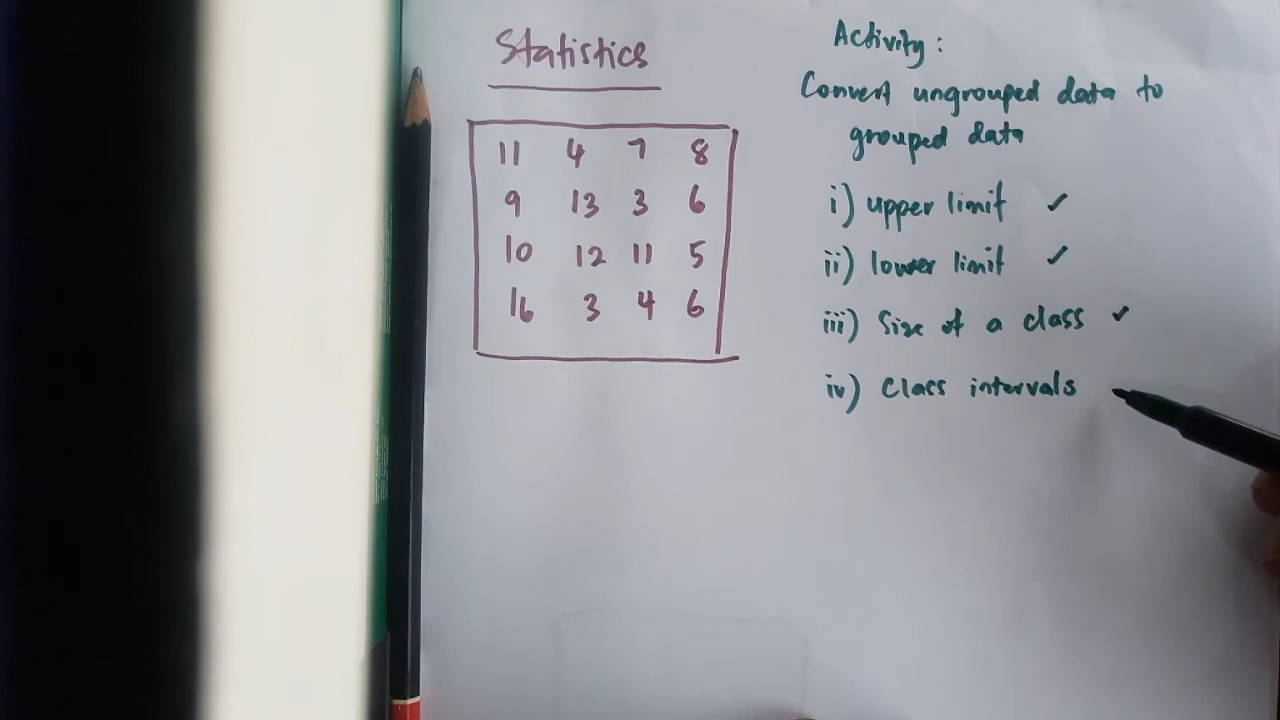 Statistics
11 4 7 8
9 13 3 6
10 12 11 5
16 3 4 6
Activity:
Convert ungrouped data to
grouped data
i) upper limit ✓
ii) lower limit ✓
iii) Size of a class ✓
iv) Class intervals